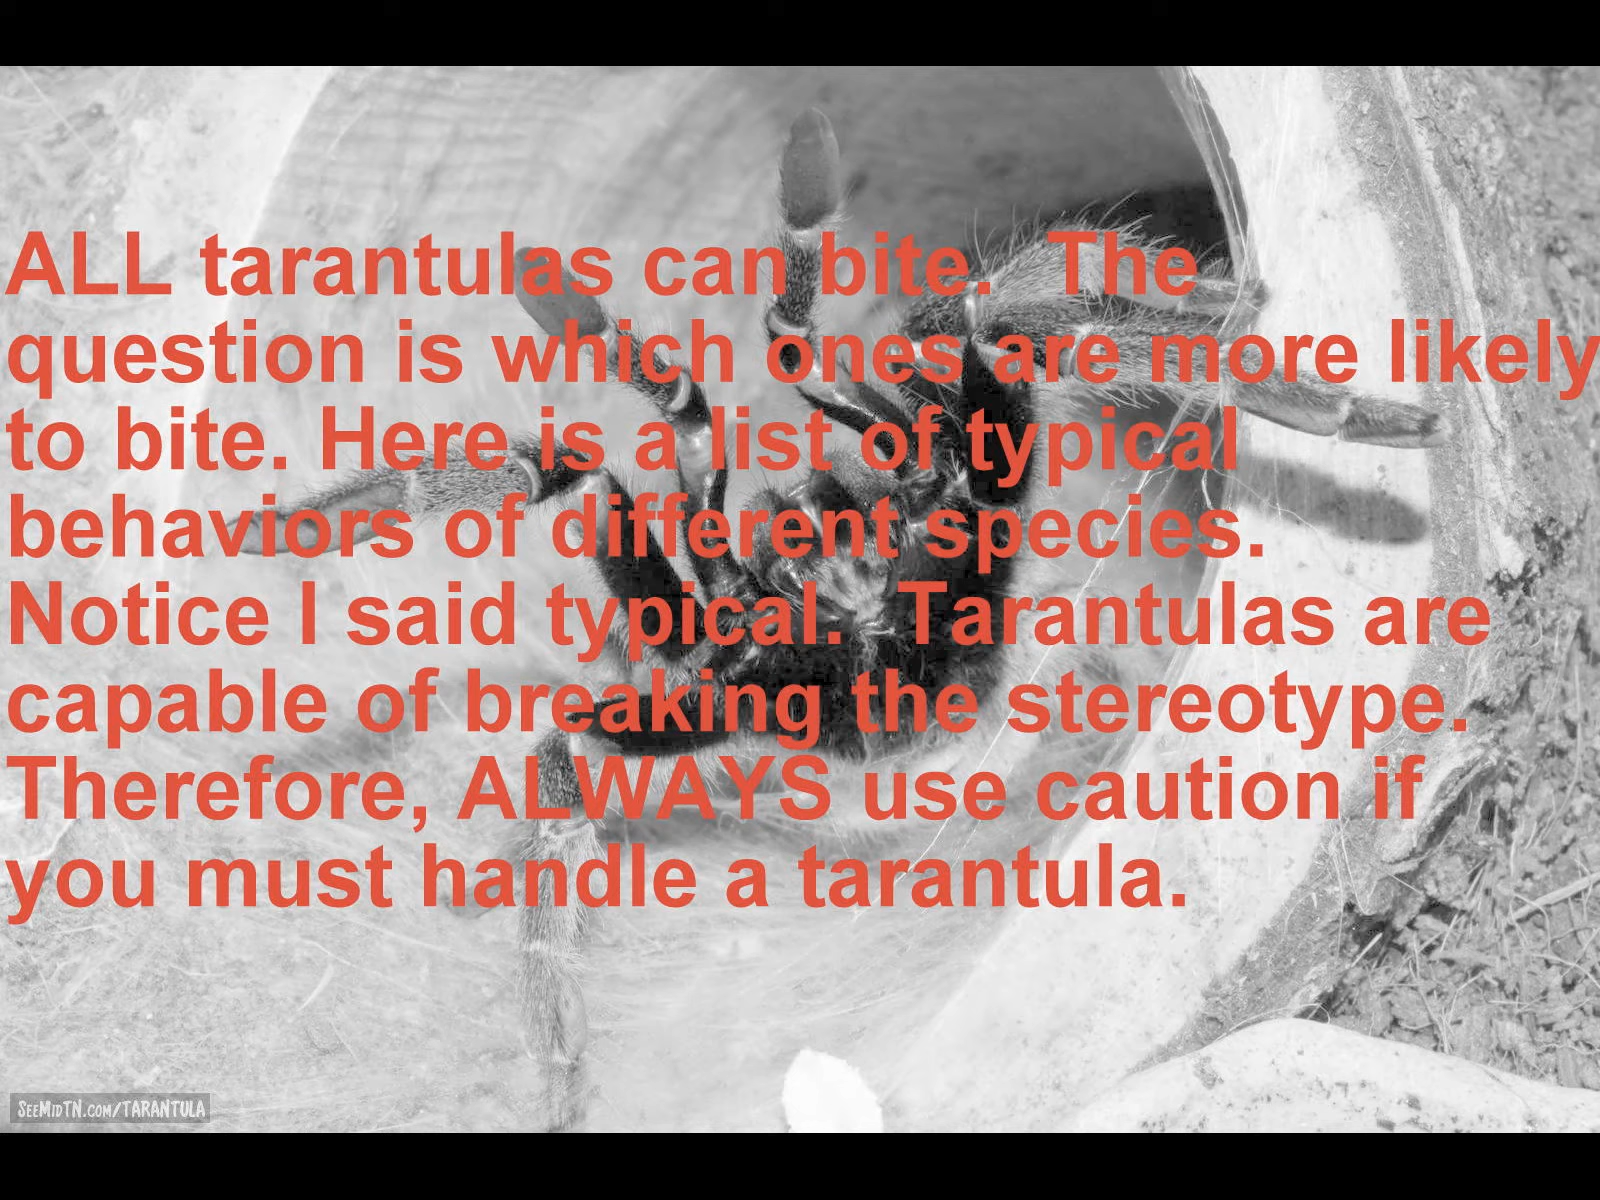 ALL tarantulas can bite.  The
question is which ones are more likely
to bite. Here is a list of typical
behaviors of different species.
Notice I said typical.  Tarantulas are
capable of breaking the stereotype.
Therefore, ALWAYS use caution if
you must handle a tarantula.
SeeMidTN.com/tarantula